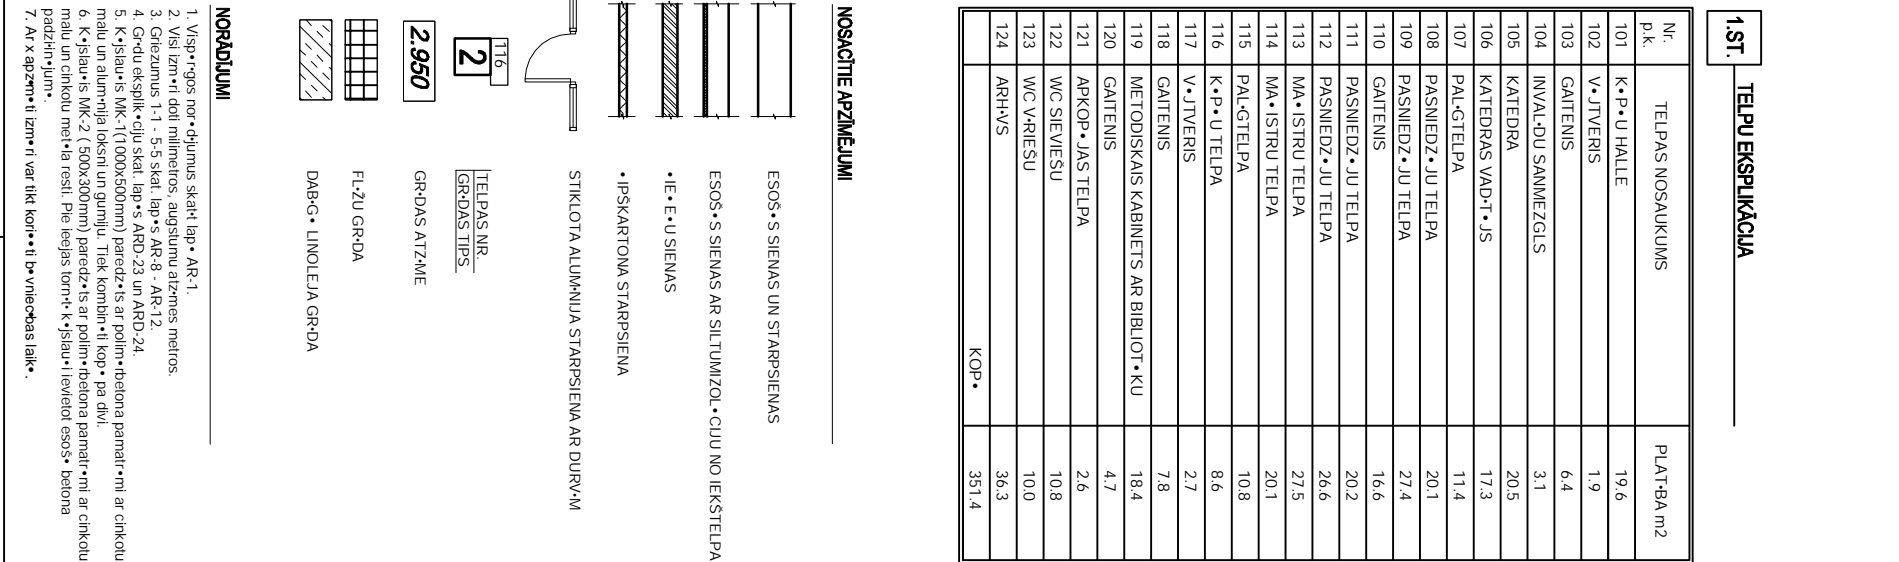 1.ST.
TELPU EKSPLIKĀCIJA
Nr. p.k. TELPAS NOSAUKUMS PLAT•BA m2
101 K•P•U HALLE 19.6
102 V•JTVERIS 1.9
103 GAITENIS 6.4
104 INVAL•DU SANMEZGLS 3.1
105 KATEDRA 20.5
106 KATEDRAS VAD•T•JS 17.3
107 PAL•GTELPA 11.4
108 PASNIEDZ•JU TELPA 20.1
109 PASNIEDZ•JU TELPA 27.4
110 GAITENIS 16.6
111 PASNIEDZ•JU TELPA 20.2
112 PASNIEDZ•JU TELPA 26.6
113 MA•ISTRU TELPA 27.5
114 MA•ISTRU TELPA 20.1
115 PAL•GTELPA 10.8
116 K•P•U TELPA 8.6
117 V•JTVERIS 2.7
118 GAITENIS 7.8
119 METODISKAIS KABINETS AR BIBLIOT•KU 18.4
120 GAITENIS 4.7
121 APKOP•JAS TELPA 2.6
122 WC SIEVIEŠU 10.8
123 WC V•RIEŠU 10.0
124 ARH•VS 36.3
KOP• 351.4
NOSACĪTIE APZĪMĒJUMI
ESOŠ•S SIENAS UN STARPSIENAS
ESOŠ•S SIENAS AR SILTUMIZOL•CIJU NO IEKŠTELPA
•IE•E•U SIENAS
•IPŠKARTONA STARPSIENA
STIKLOTA ALUM•NIJA STARPSIENA AR DURV•M
116
2
TELPAS NR.
GR•DAS TIPS
2.950
GR•DAS ATZ•ME
FL•ŽU GR•DA
DAB•G• LINOLEJA GR•DA
NORĀDĪJUMI
1. Visp•r•gos nor•d•jumus skat•t lap• AR-1.
2. Visi izm•ri doti milimetros, augstumu atz•mes metros.
3. Griezumus 1-1 - 5-5 skat. lap•s AR-8 - AR-12.
4. Gr•du eksplik•ciju skat. lap•s ARD-23 un ARD-24.
5. K•jslau•is MK-1(1000x500mm) paredz•ts ar polim•rbetona pamatr•mi ar cinkotu
malu un alum•nija loksni un gumiju. Tiek kombin•ti kop• pa divi.
6. K•jslau•is MK-2 ( 500x300mm) paredz•ts ar polim•rbetona pamatr•mi ar cinkotu
malu un cinkotu met•la resti. Pie ieejas torn•t• k•jslau•i ievietot esoš• betona
padzi•in•jum•.
7. Ar x apz•m•ti izm•ri var tikt kori••ti b•vniec•bas laik•.